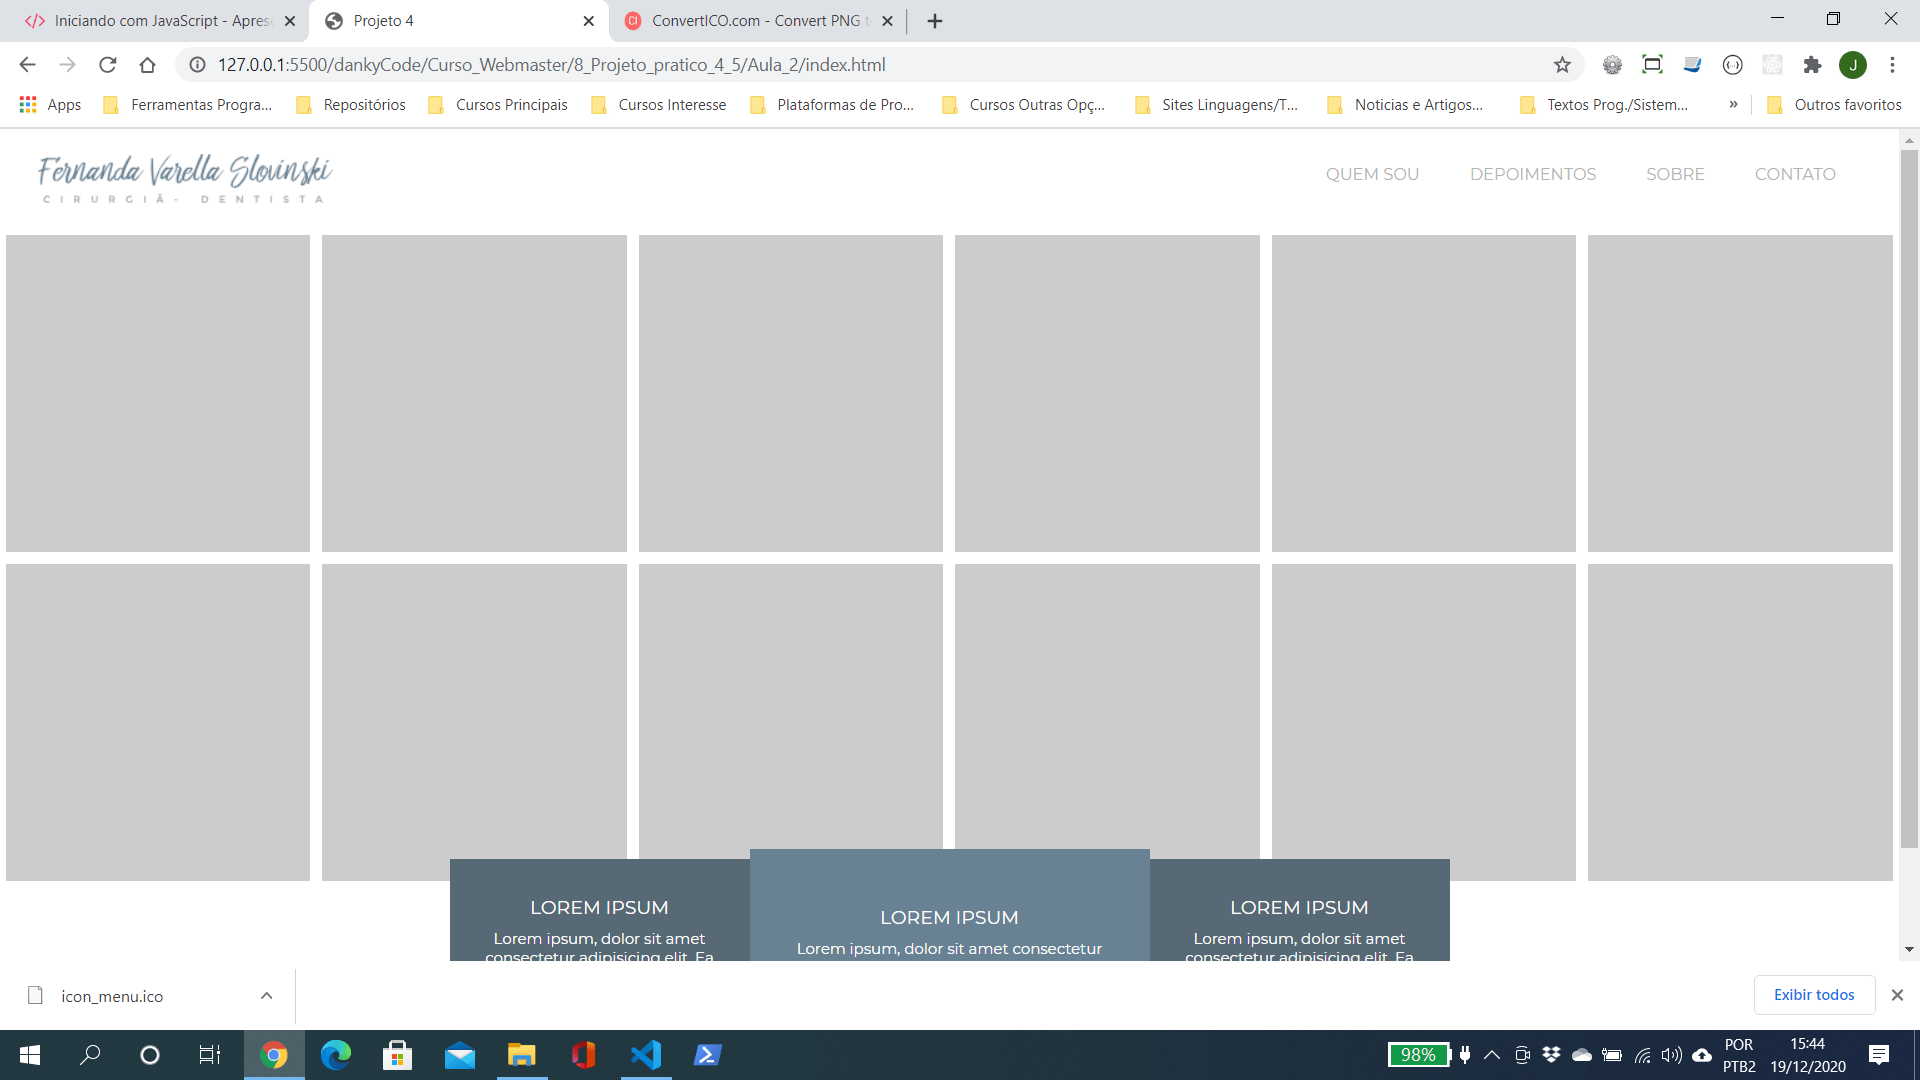 Iniciando com JavaScript - Aprese
Projeto 4
ConvertICO.com - Convert PNG t
127.0.0.1:5500/dankyCode/Curso_Webmaster/8_Projeto_pratico_4_5/Aula_2/index.html
J
Apps
Ferramentas Progra...
Repositórios
Cursos Principais
Cursos Interesse
Plataformas de Pro...
Cursos Outras Opç...
Sites Linguagens/T...
Noticias e Artigos...
Textos Prog./Sistem...
»
Outros favoritos
Fernanda Varella Slovinski
CIRURGIÃ- DENTISTA
QUEM SOU
DEPOIMENTOS
SOBRE
CONTATO
LOREM IPSUM
Lorem ipsum, dolor sit amet
consectetur adipisicing elit. Ea
LOREM IPSUM
Lorem ipsum, dolor sit amet consectetur
LOREM IPSUM
Lorem ipsum, dolor sit amet
consectetur adipisicing elit. Ea
icon_menu.ico
Exibir todos
98%
POR
PTB2
15:44
19/12/2020